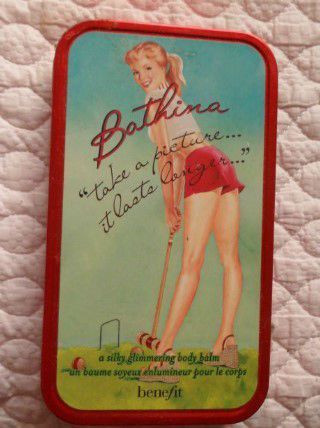 Bathina
"take a picture...
it lasts longer..."
a silky glimmering body balm
un baume soyeux enlumineur pour le corps
benefit